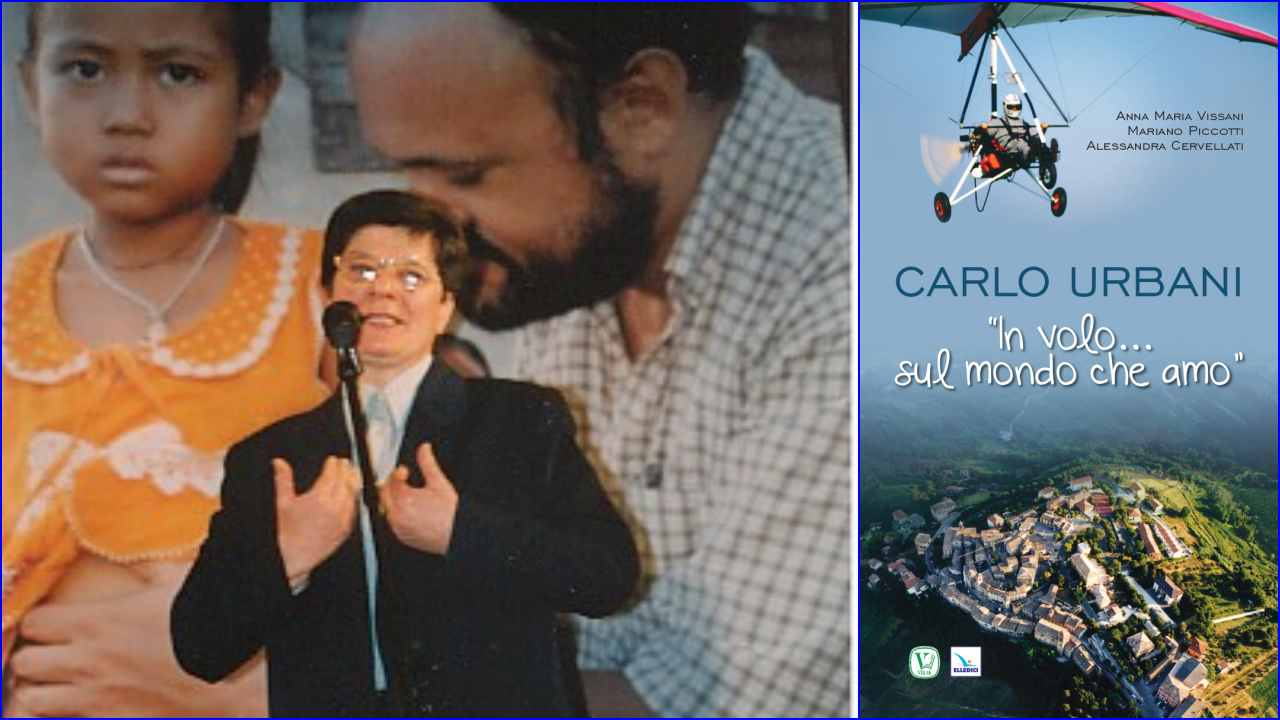 Anna Maria Vissani
Mariano Piccotti
Alessandra Cervellati
CARLO URBANI
"In volo...
sul mondo che amo"
ELLEDICI